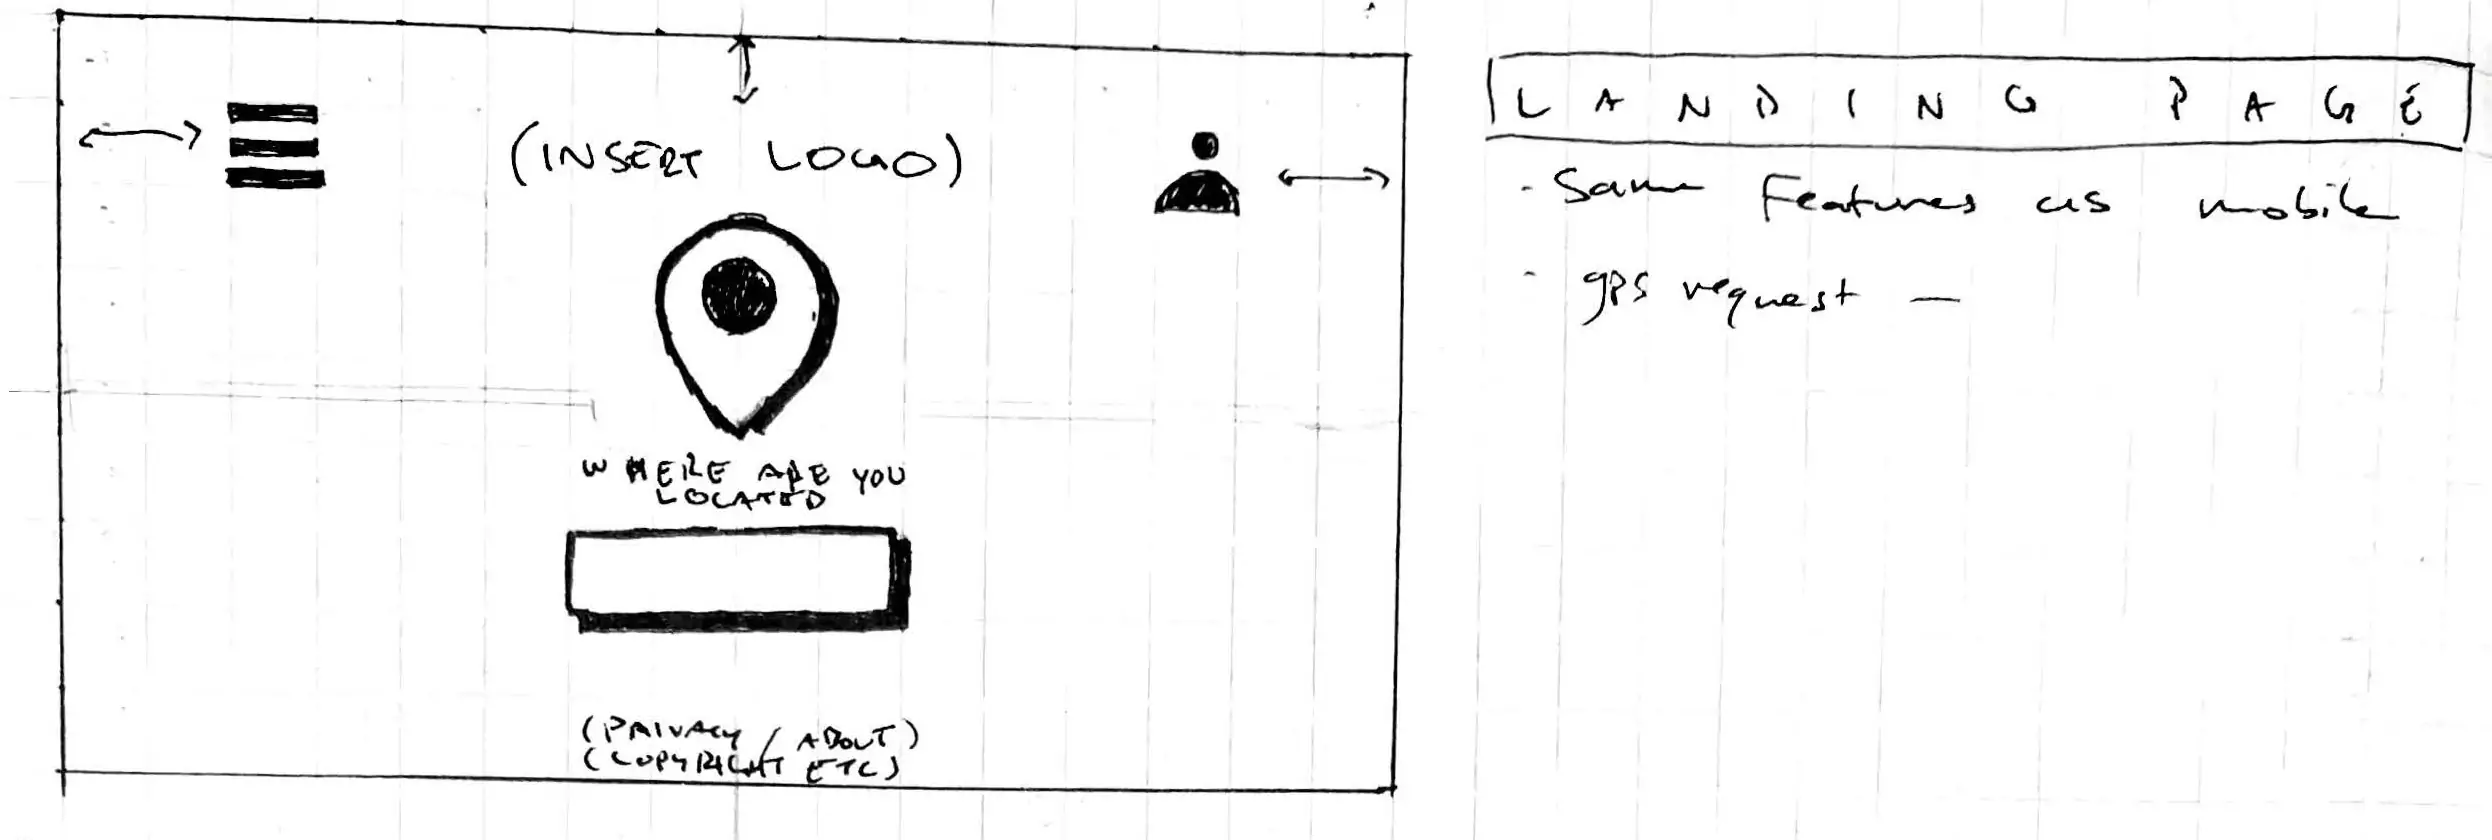 (INSERT LOGO)
WHERE ARE YOU
LOCATED
(PRIVACY / ABOUT)
(COPYRIGHT ETC)
LANDING PAGE
- Same Features as mobile
- gps request —